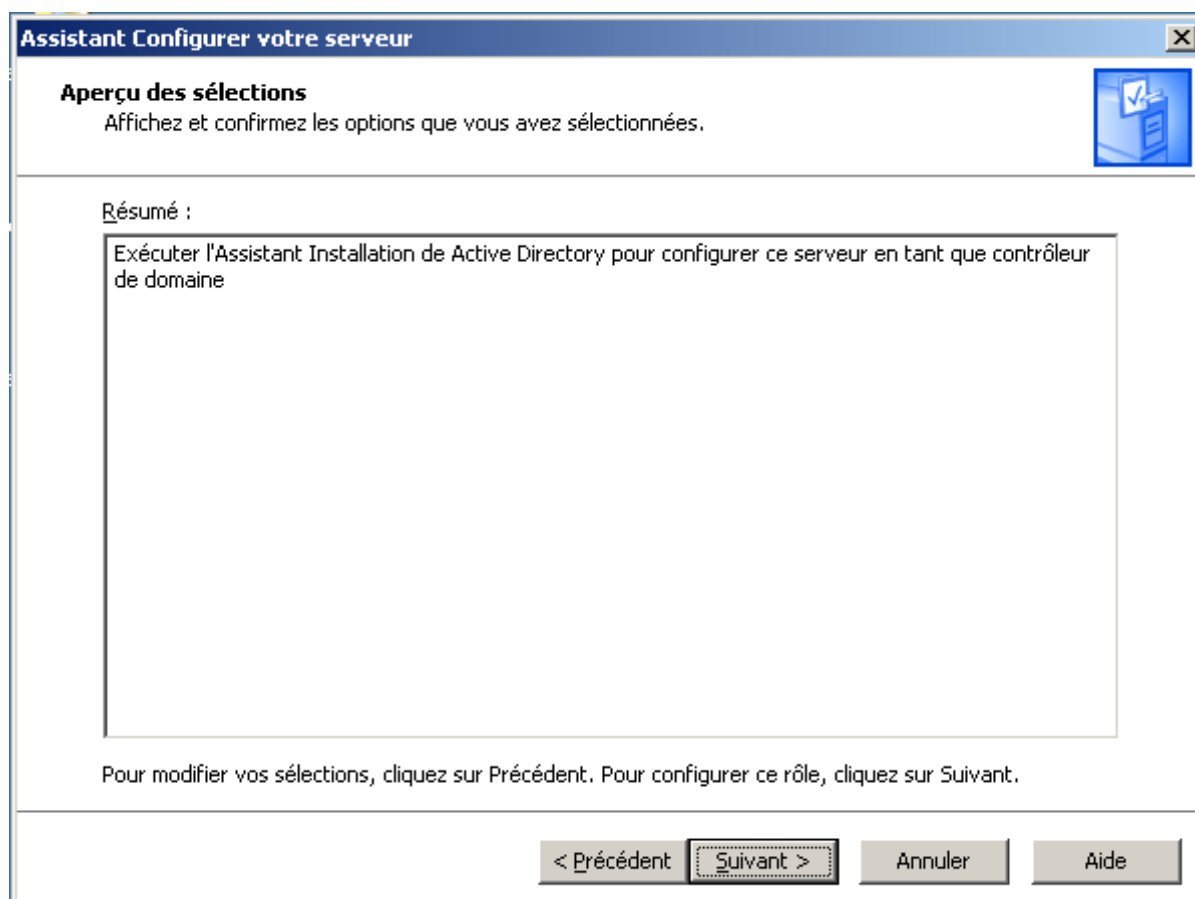 Assistant Configurer votre serveur
Aperçu des sélections
Affichez et confirmez les options que vous avez sélectionnées.
Résumé :
Exécuter l'Assistant Installation de Active Directory pour configurer ce serveur en tant que contrôleur
de domaine
Pour modifier vos sélections, cliquez sur Précédent. Pour configurer ce rôle, cliquez sur Suivant.
< Précédent Suivant > Annuler Aide